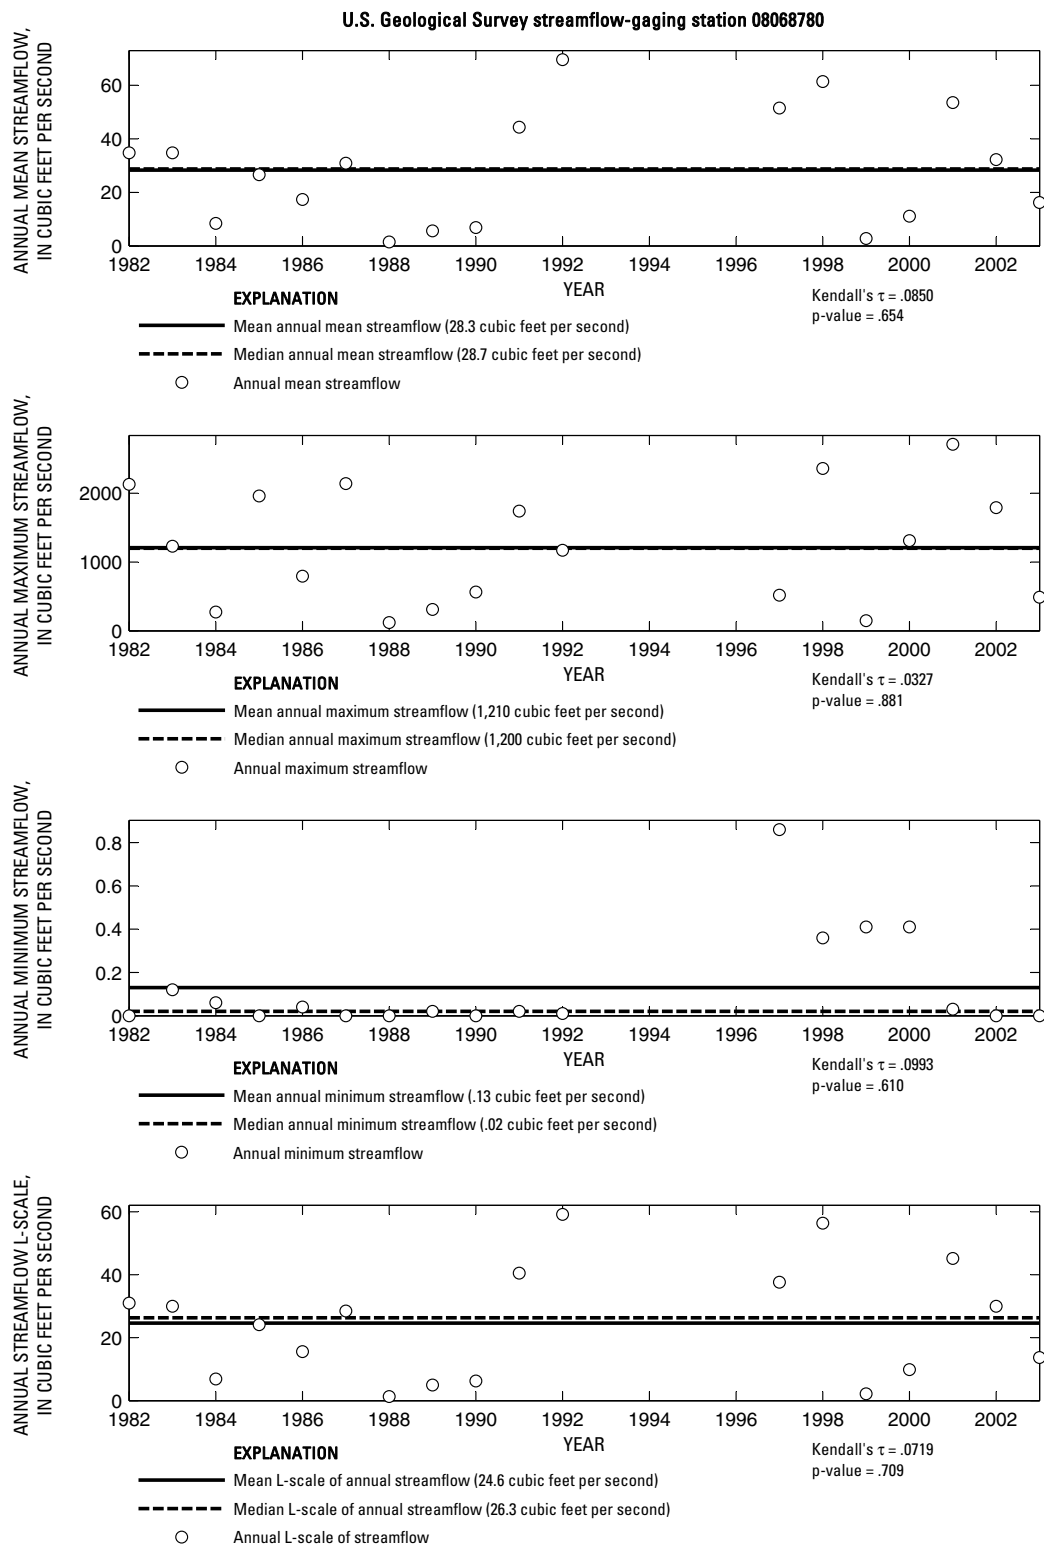 U.S. Geological Survey streamflow-gaging station 08068780
ANNUAL MEAN STREAMFLOW,
IN CUBIC FEET PER SECOND
60
40
20
0
1982 1984 1986 1988 1990 1992 1994 1996 1998 2000 2002
YEAR
EXPLANATION
Mean annual mean streamflow (28.3 cubic feet per second)
Median annual mean streamflow (28.7 cubic feet per second)
Annual mean streamflow
Kendall's τ = .0850
p-value = .654
ANNUAL MAXIMUM STREAMFLOW,
IN CUBIC FEET PER SECOND
2000
1000
0
1982 1984 1986 1988 1990 1992 1994 1996 1998 2000 2002
YEAR
EXPLANATION
Mean annual maximum streamflow (1,210 cubic feet per second)
Median annual maximum streamflow (1,200 cubic feet per second)
Annual maximum streamflow
Kendall's τ = .0327
p-value = .881
ANNUAL MINIMUM STREAMFLOW,
IN CUBIC FEET PER SECOND
0.8
0.6
0.4
0.2
0
1982 1984 1986 1988 1990 1992 1994 1996 1998 2000 2002
YEAR
EXPLANATION
Mean annual minimum streamflow (.13 cubic feet per second)
Median annual minimum streamflow (.02 cubic feet per second)
Annual minimum streamflow
Kendall's τ = .0993
p-value = .610
ANNUAL STREAMFLOW L-SCALE,
IN CUBIC FEET PER SECOND
60
40
20
0
1982 1984 1986 1988 1990 1992 1994 1996 1998 2000 2002
YEAR
EXPLANATION
Mean L-scale of annual streamflow (24.6 cubic feet per second)
Median L-scale of annual streamflow (26.3 cubic feet per second)
Annual L-scale of streamflow
Kendall's τ = .0719
p-value = .709